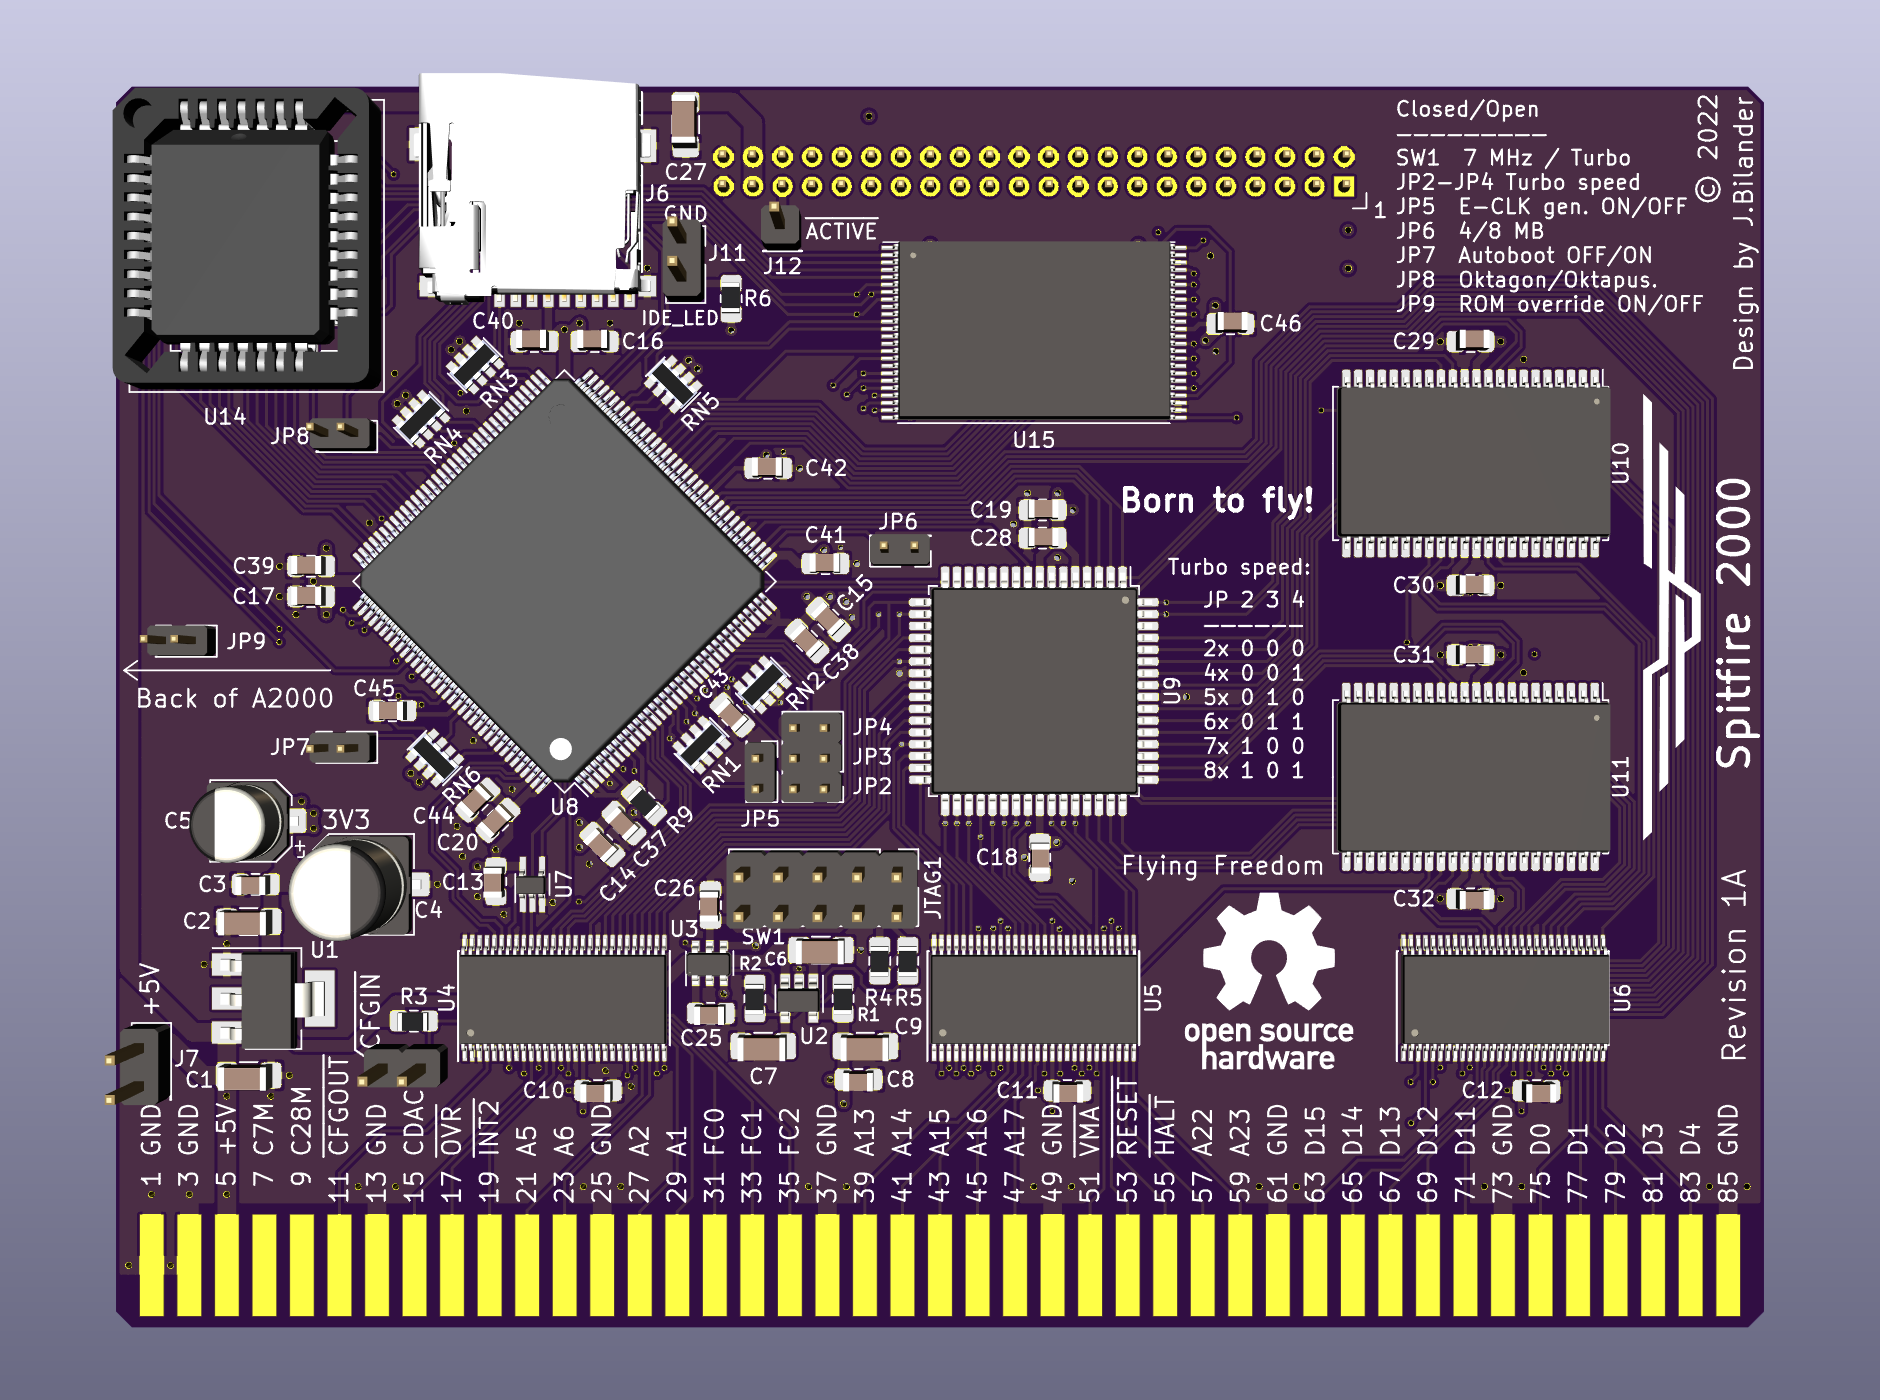 Closed/Open
----------
SW1 7 MHz / Turbo
JP2-JP4 Turbo speed
JP5 E-CLK gen. ON/OFF
JP6 4/8 MB
JP7 Autoboot OFF/ON
JP8 Oktagon/Oktapus.
JP9 ROM override ON/OFF
© 2022
Design by J.Bilander
C27
J6
GND
J11
IDE_LED
R6
ACTIVE
J12
1
C40
C16
RN3
RN4
RN5
U14
JP8
U15
C46
C29
U10
C42
C19
C28
Born to fly!
JP6
C41
C39
C17
C15
C38
JP9
Back of A2000
Turbo speed:
JP 2 3 4
------
2x 0 0 0
4x 0 0 1
5x 0 1 0
6x 0 1 1
7x 1 0 0
8x 1 0 1
C30
C31
Spitfire 2000
U9
U11
C45
JP7
C43
RN2
RN1
JP4
JP3
JP2
JP5
RN6
C44
C20
U8
R9
C37
C14
C5
3V3
+
C3
C2
C4
U1
C13
U7
C26
JTAG1
C18
Flying Freedom
C32
Revision 1A
U3
SW1
C6
R2
R4
R5
R1
U2
C9
C25
C7
C8
U4
U5
U6
open source
hardware
+5V
J7
C1
R3
CFGIN
C10
C11
C12
1 GND
3 GND
5 +5V
7 C7M
9 C28M
11 CFGOUT
13 GND
15 CDAC
17 OVR
19 INT2
21 A5
23 A6
25 GND
27 A2
29 A1
31 FC0
33 FC1
35 FC2
37 GND
39 A13
41 A14
43 A15
45 A16
47 A17
49 GND
51 VMA
53 RESET
55 HALT
57 A22
59 A23
61 GND
63 D15
65 D14
67 D13
69 D12
71 D11
73 GND
75 D0
77 D1
79 D2
81 D3
83 D4
85 GND